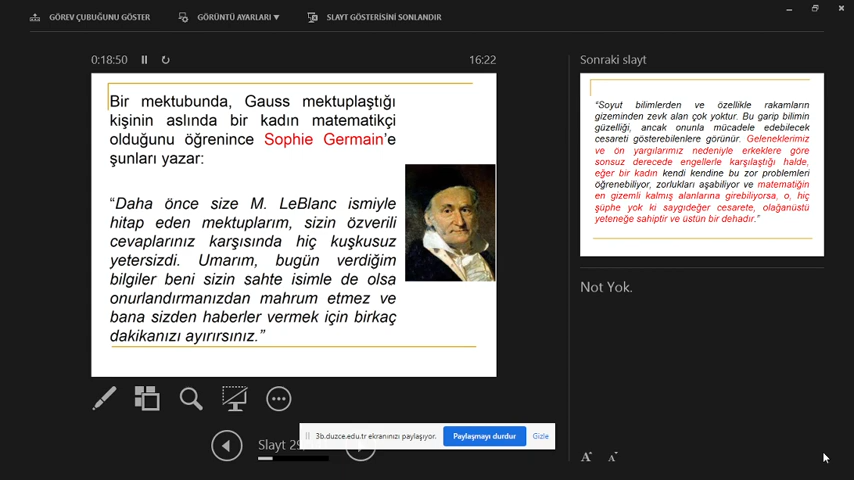 GÖREV ÇUBUĞUNU GÖSTER
GÖRÜNTÜ AYARLARI ▼
SLAYT GÖSTERİSİNİ SONLANDIR
0:18:50
16:22
Bir mektubunda, Gauss mektuplaştığı
kişinin aslında bir kadın matematikçi
olduğunu öğrenince Sophie Germain’e
şunları yazar:
“Daha önce size M. LeBlanc ismiyle
hitap eden mektuplarım, sizin özverili
cevaplarınız karşısında hiç kuşkusuz
yetersizdi. Umarım, bugün verdiğim
bilgiler beni sizin sahte isimle de olsa
onurlandırmanızdan mahrum etmez ve
bana sizden haberler vermek için birkaç
dakikanızı ayırırsınız.”
Sonraki slayt
“Soyut bilimlerden ve özellikle rakamların
gizeminden zevk alan çok yoktur. Bu garip bilimin
güzelliği, ancak onunla mücadele edebilecek
cesareti gösterebilenlere görünür. Geleneklerimiz
ve ön yargılarımız nedeniyle erkeklere göre
sonsuz derecede engellerle karşılaştığı halde,
eğer bir kadın kendi kendine bu zor problemleri
öğrenebiliyor, zorlukları aşabiliyor ve matematiğin
en gizemli kalmış alanlarına girebiliyorsa, o, hiç
şüphe yok ki saygıdeğer cesarete, olağanüstü
yeteneğe sahiptir ve üstün bir dehadır.”
Not Yok.
3b.duzce.edu.tr ekranınızı paylaşıyor.
Paylaşmayı durdur
Gizle
Slayt
A A